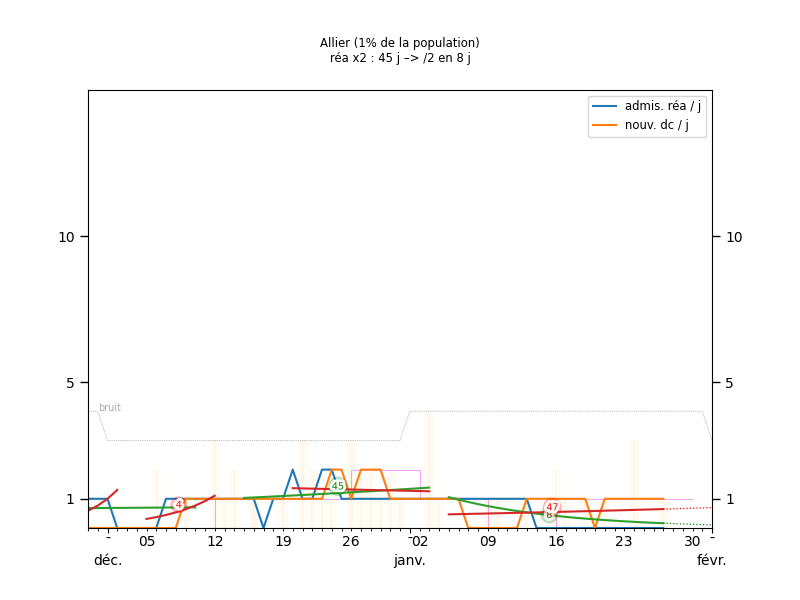 Allier (1% de la population)
réa x2 : 45 j –> /2 en 8 j
admis. réa / j
nouv. dc / j
10
10
5
5
bruit
45
4
47
8
1
1
05
12
19
26
02
09
16
23
30
déc.
janv.
févr.